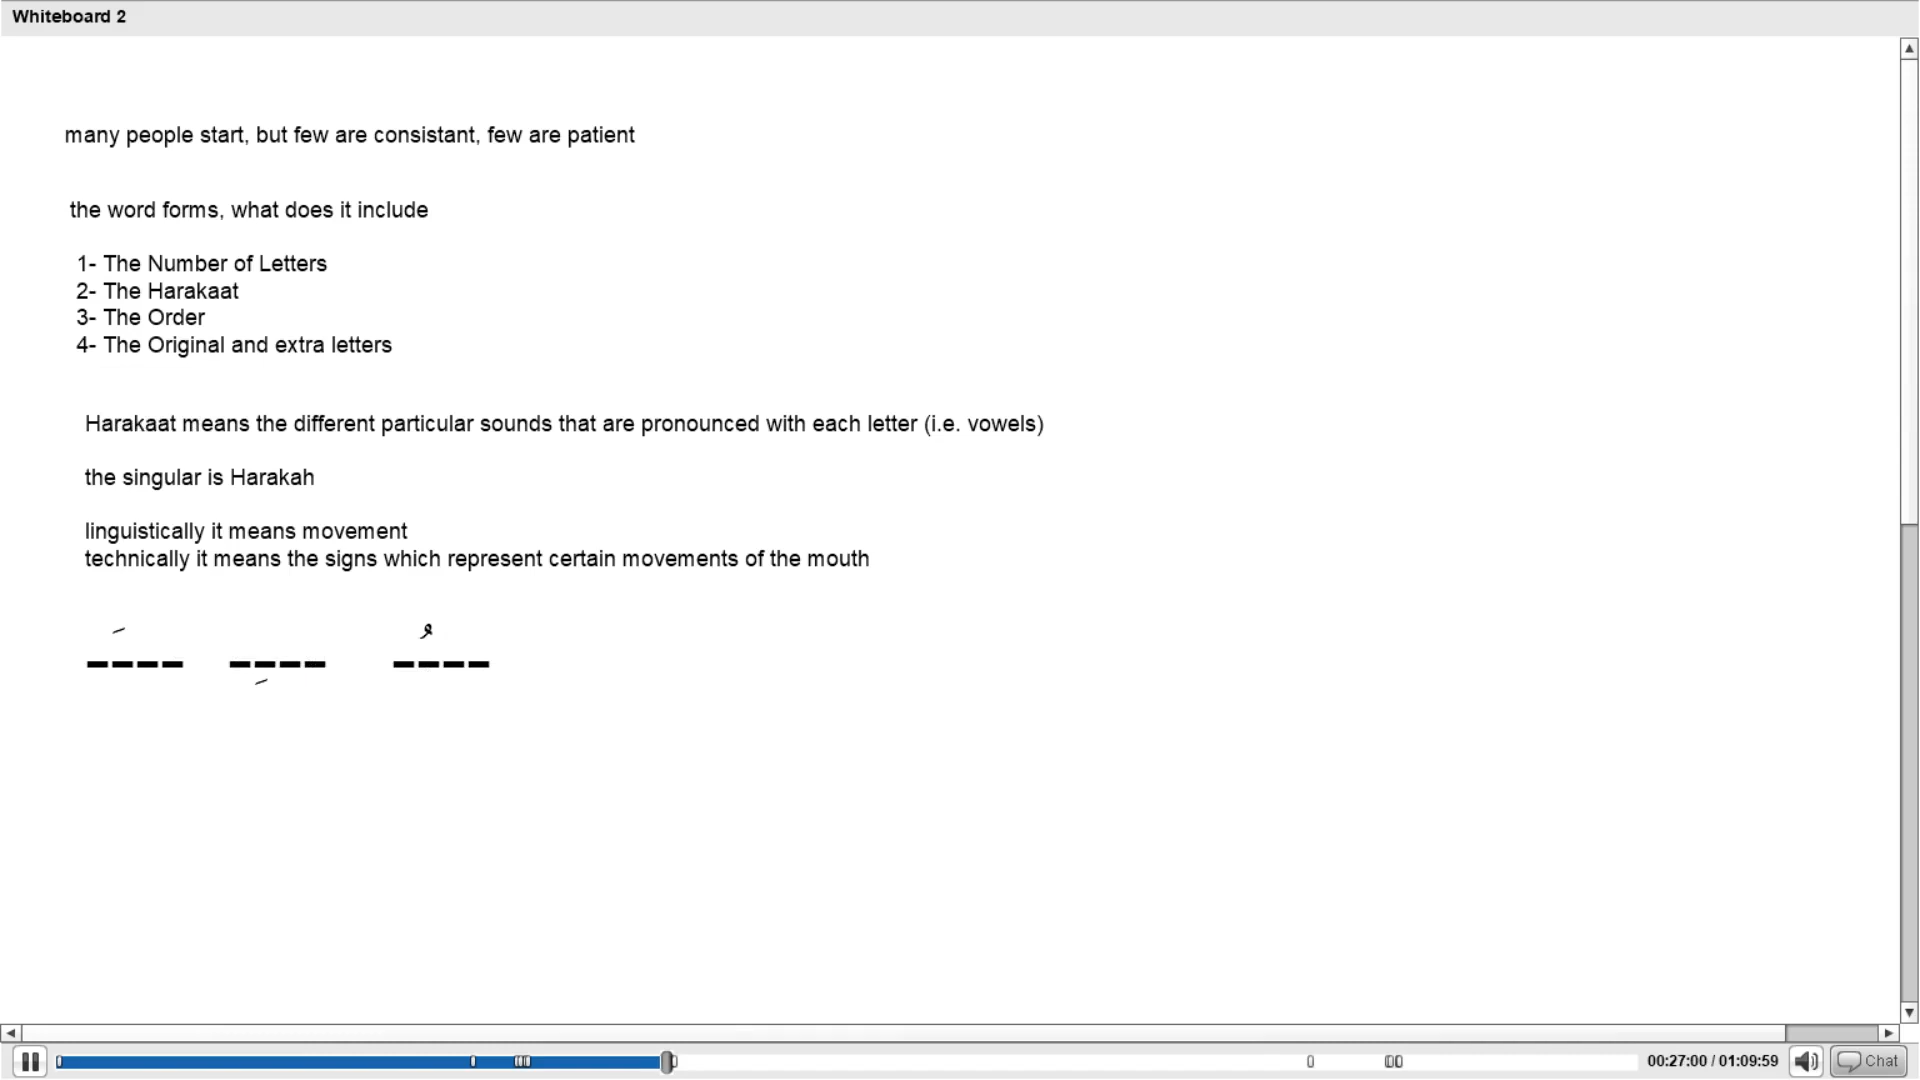 Whiteboard 2
many people start, but few are consistant, few are patient
the word forms, what does it include
1- The Number of Letters
2- The Harakaat
3- The Order
4- The Original and extra letters
Harakaat means the different particular sounds that are pronounced with each letter (i.e. vowels)
the singular is Harakah
linguistically it means movement
technically it means the signs which represent certain movements of the mouth
َ ِ ُ
---- ---- ----
00:27:00 / 01:09:59
Chat